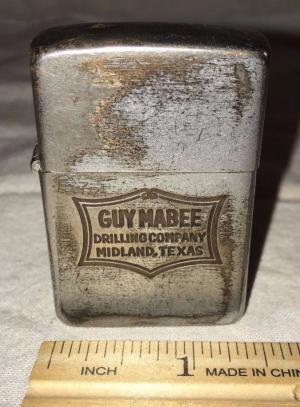 GUY MABEE
DRILLING COMPANY
MIDLAND, TEXAS
INCH 1 MADE IN CHIN